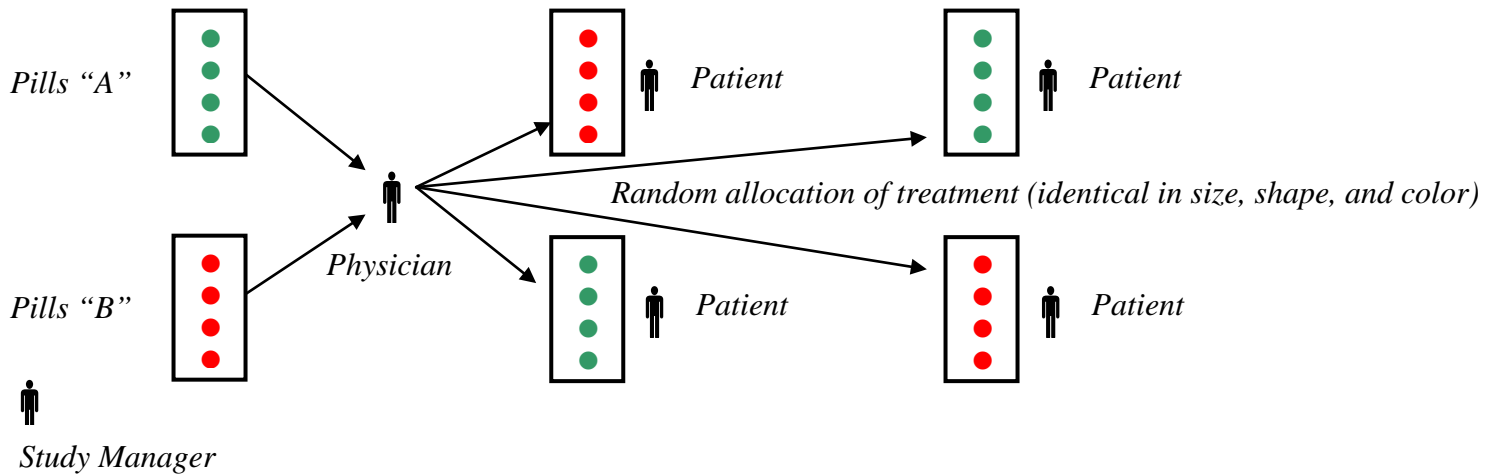 Pills “A”
Patient
Patient
Random allocation of treatment (identical in size, shape, and color)
Physician
Pills “B”
Patient
Patient
Study Manager